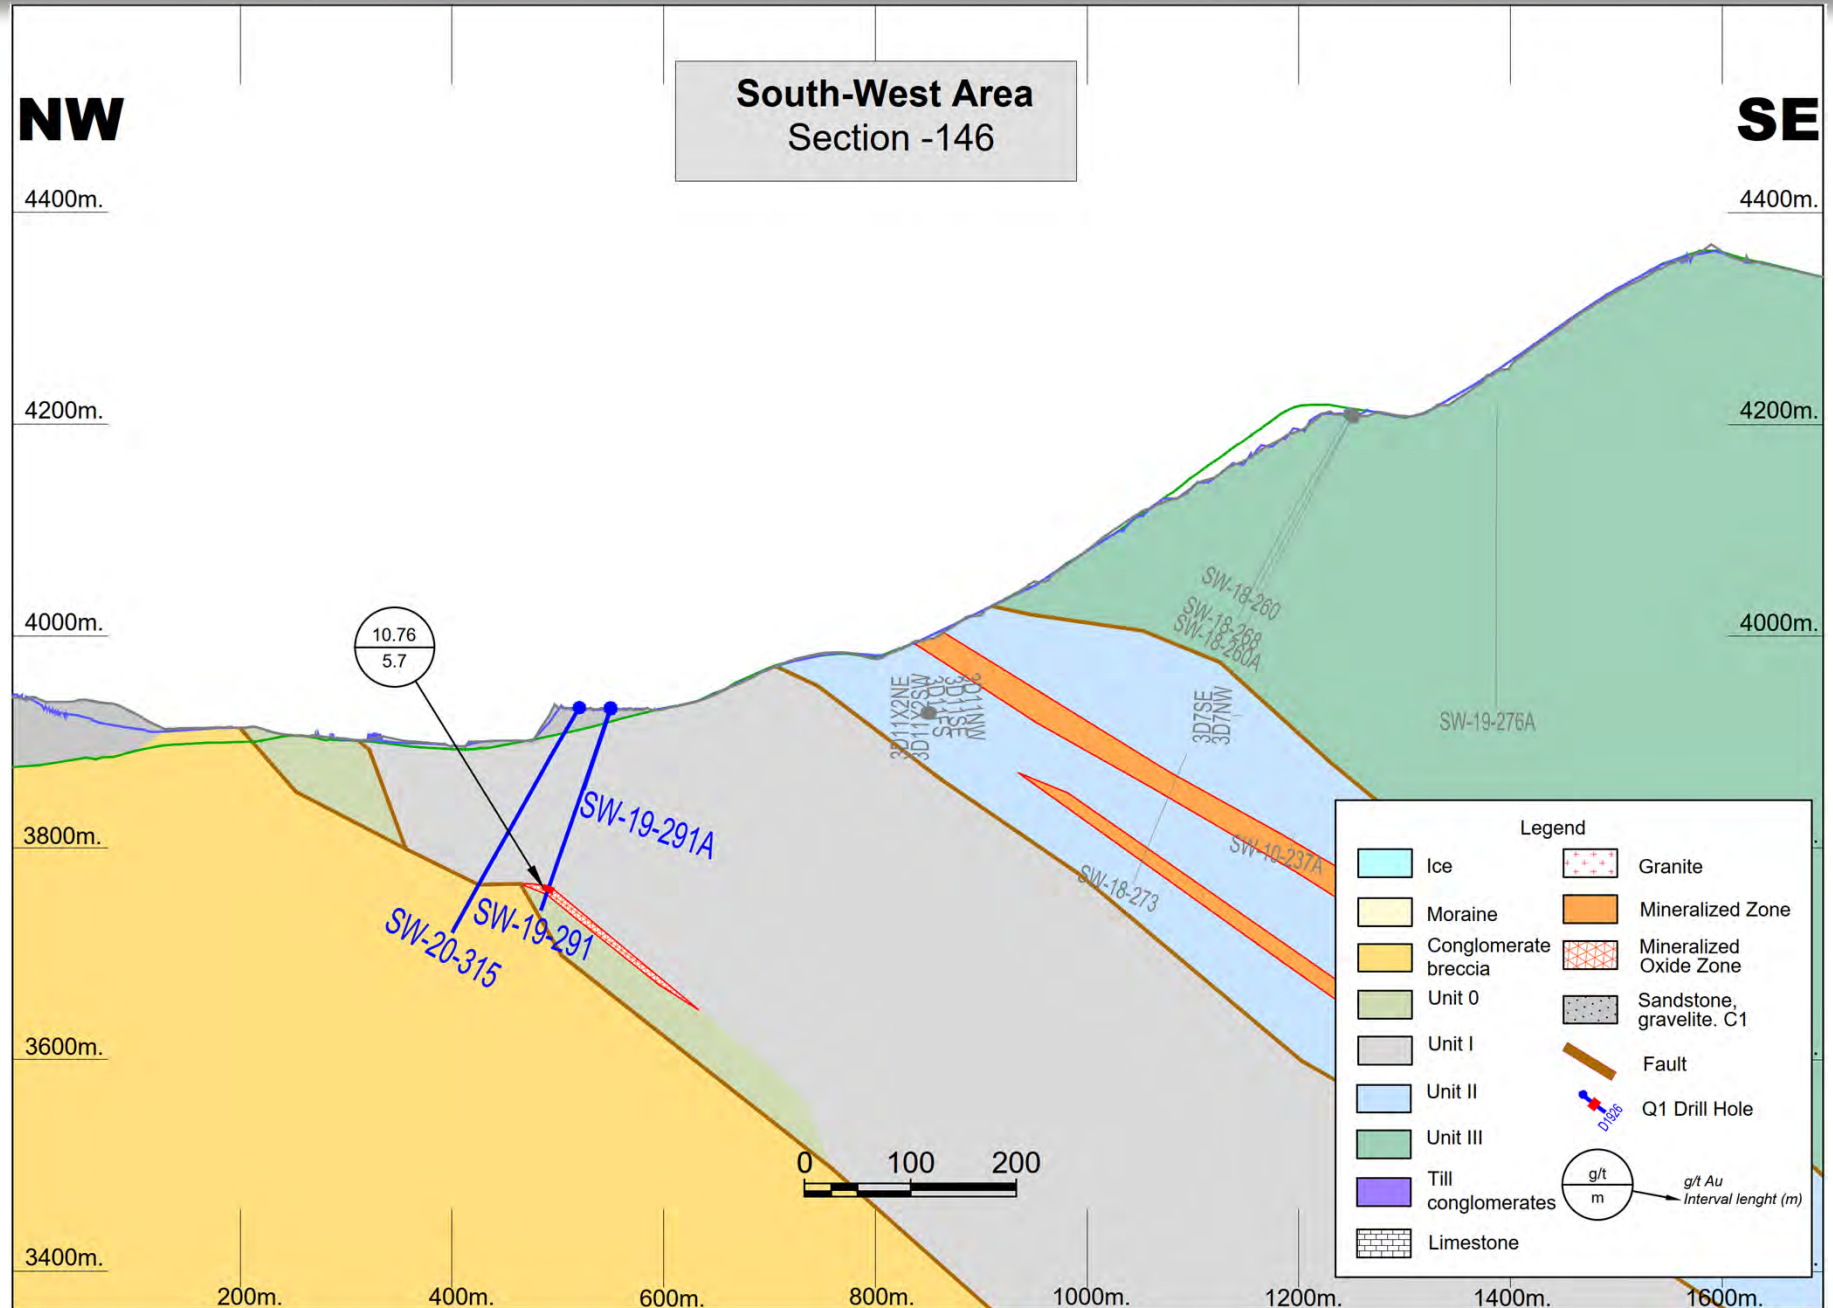 South-West Area
Section -146
NW
SE
4400m.
4400m.
4200m.
4200m.
4000m.
4000m.
3800m.
3600m.
3400m.
10.76
5.7
SW-19-291A
SW-19-291
SW-20-315
SW-18-260
SW-18-268
SW-18-260A
SW-19-276A
3D11X2NE
3D11X2SW
3D7SE
3D7NW
SW-10-237A
SW-18-273
0 100 200
200m. 400m. 600m. 800m. 1000m. 1200m. 1400m. 1600m.
Legend
Ice
Moraine
Conglomerate
breccia
Unit 0
Unit I
Unit II
Unit III
Till
conglomerates
Limestone
Granite
Mineralized Zone
Mineralized
Oxide Zone
Sandstone,
gravelite. C1
Fault
D1926
Q1 Drill Hole
g/t
m
g/t Au
Interval lenght (m)